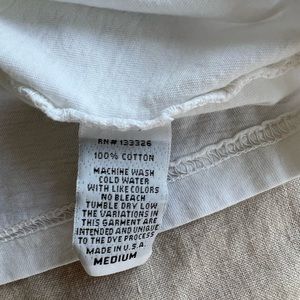 RN# 133326
100% COTTON
MACHINE WASH
COLD WATER
WITH LIKE COLORS
NO BLEACH
TUMBLE DRY LOW
THE VARIATIONS IN
THIS GARMENT ARE
INTENDED AND UNIQUE
TO THE DYE PROCESS
MADE IN U.S.A.
MEDIUM